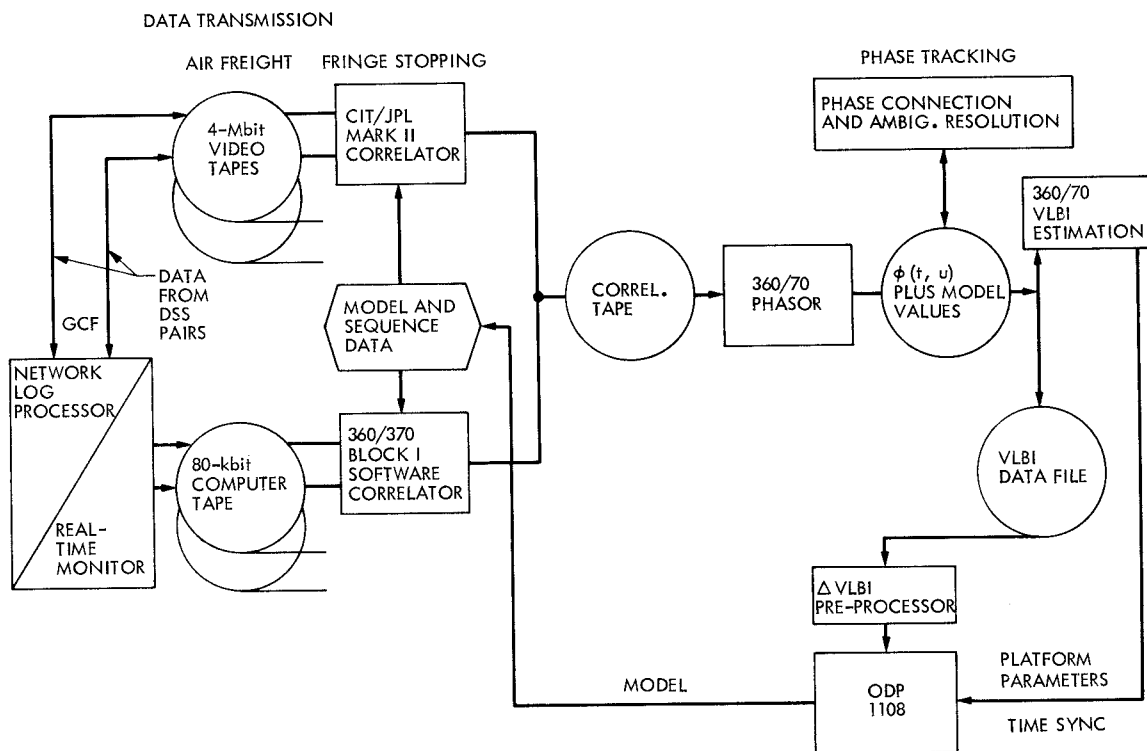 DATA TRANSMISSION
AIR FREIGHT
FRINGE STOPPING
PHASE TRACKING
4-Mbit
VIDEO
TAPES
CIT/JPL
MARK II
CORRELATOR
PHASE CONNECTION
AND AMBIG. RESOLUTION
360/70
VLBI
ESTIMATION
DATA
FROM
DSS
PAIRS
GCF
MODEL AND
SEQUENCE
DATA
CORREL.
TAPE
360/70
PHASOR
ϕ (t, u)
PLUS MODEL
VALUES
NETWORK
LOG
PROCESSOR
REAL-
TIME
MONITOR
80-kbit
COMPUTER
TAPE
360/370
BLOCK I
SOFTWARE
CORRELATOR
VLBI
DATA FILE
Δ VLBI
PRE-PROCESSOR
MODEL
ODP
1108
PLATFORM
PARAMETERS
TIME SYNC